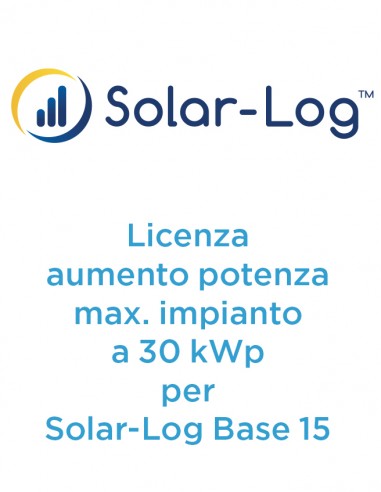 Solar-Log™
Licenza
aumento potenza
max. impianto
a 30 kWp
per
Solar-Log Base 15